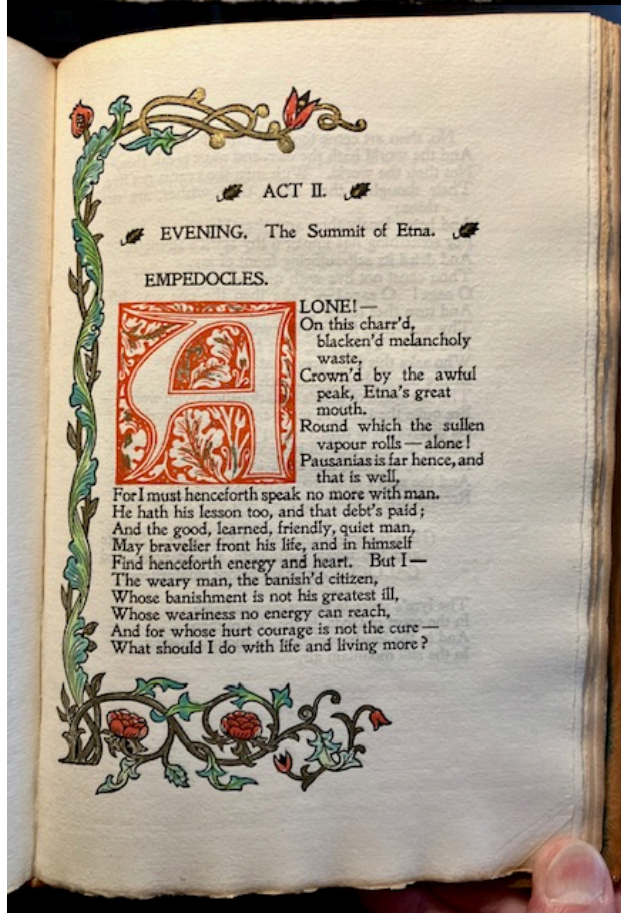 ACT II.
EVENING. The Summit of Etna.
EMPEDOCLES.
ALONE!—
On this charr'd,
blacken'd melancholy
waste,
Crown'd by the awful
peak, Etna's great
mouth.
Round which the sullen
vapour rolls — alone!
Pausanias is far hence, and
that is well,
For I must henceforth speak no more with man.
He hath his lesson too, and that debt's paid;
And the good, learned, friendly, quiet man,
May bravelier front his life, and in himself
Find henceforth energy and heart. But I—
The weary man, the banish'd citizen,
Whose banishment is not his greatest ill,
Whose weariness no energy can reach,
And for whose hurt courage is not the cure—
What should I do with life and living more?